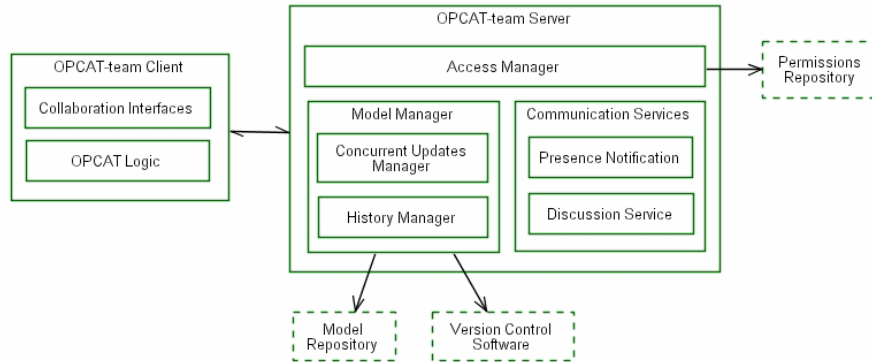 OPCAT-team Server
OPCAT-team Client
Access Manager
Permissions
Repository
Collaboration Interfaces
Model Manager
Communication Services
OPCAT Logic
Concurrent Updates
Manager
Presence Notification
History Manager
Discussion Service
Model
Repository
Version Control
Software